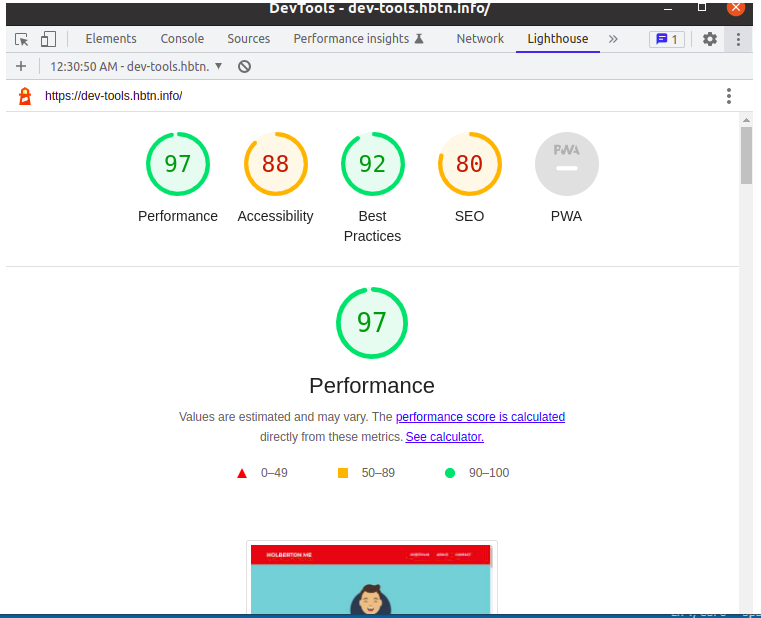 DevTools - dev-tools.hbtn.info/
Elements Console Sources Performance insights Network Lighthouse » 1
+ 12:30:50 AM - dev-tools.hbtn. ▼
https://dev-tools.hbtn.info/
97 88 92 80 PWA
Performance Accessibility Best Practices SEO PWA
97
Performance
Values are estimated and may vary. The performance score is calculated
directly from these metrics. See calculator.
0–49 50–89 90–100
HOLBERTON ME